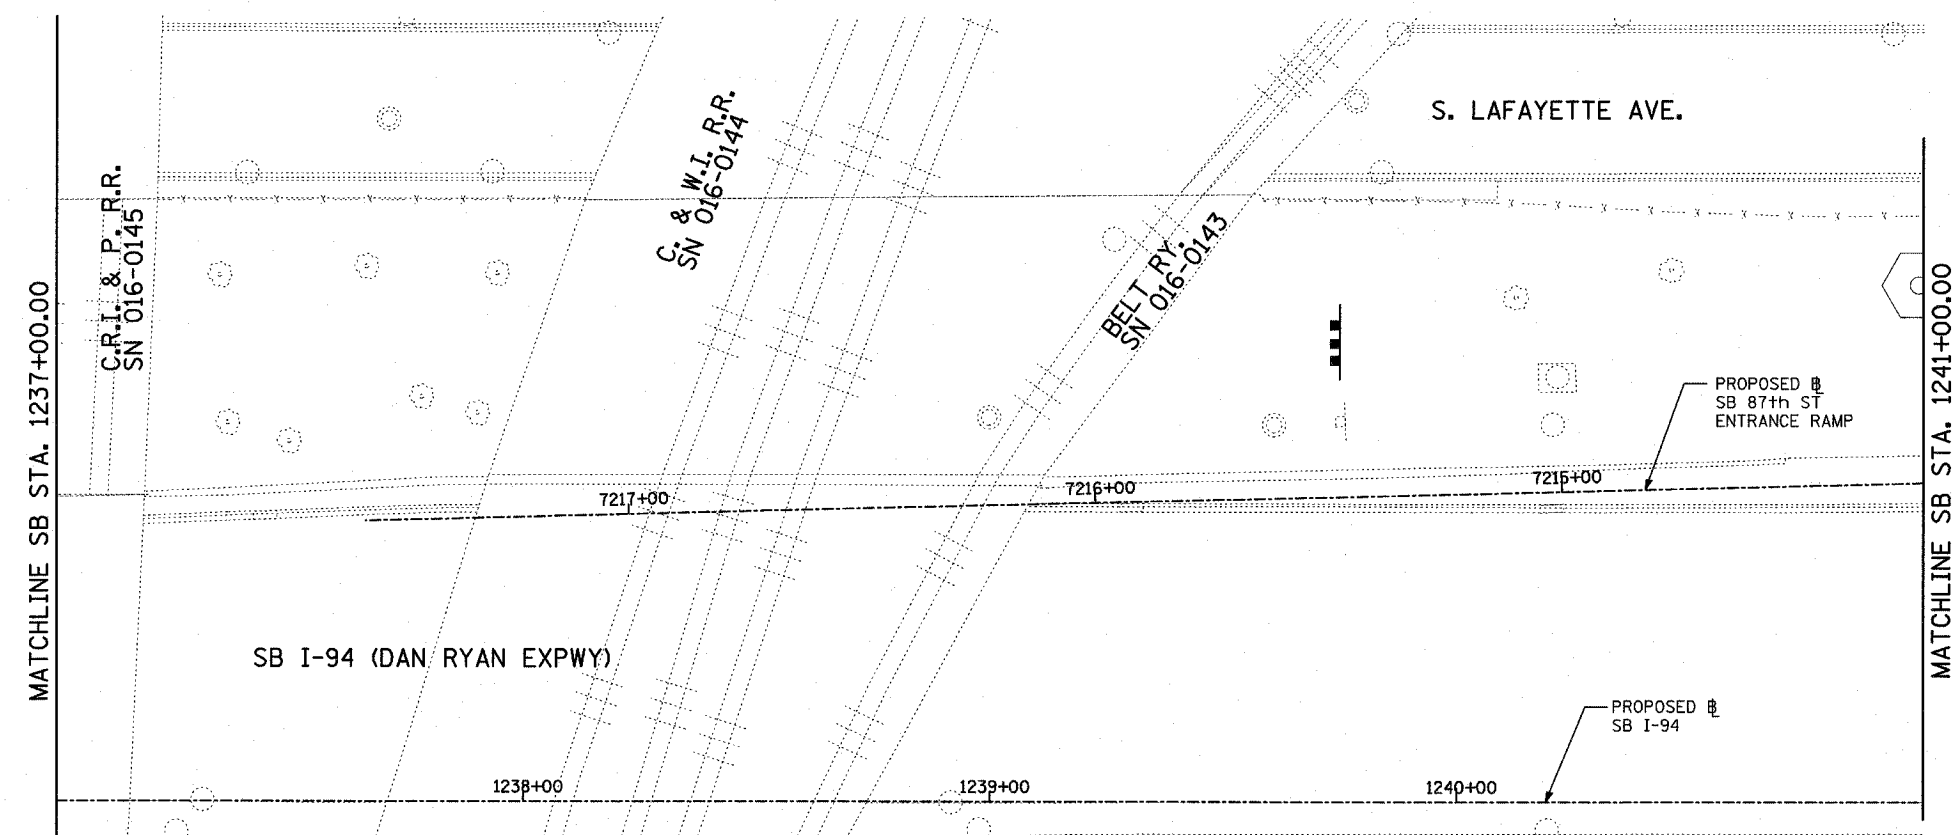 S. LAFAYETTE AVE.
C. & W.I. R.R.
SN 016-0144
C.R.I. & P. R.R.
SN 016-0145
BELT RY.
SN 016-0143
MATCHLINE SB STA. 1237+00.00
MATCHLINE SB STA. 1241+00.00
PROPOSED ⅊
SB 87th ST
ENTRANCE RAMP
7217+00
7216+00
7215+00
SB I-94 (DAN RYAN EXPWY)
PROPOSED ⅊
SB I-94
1238+00
1239+00
1240+00